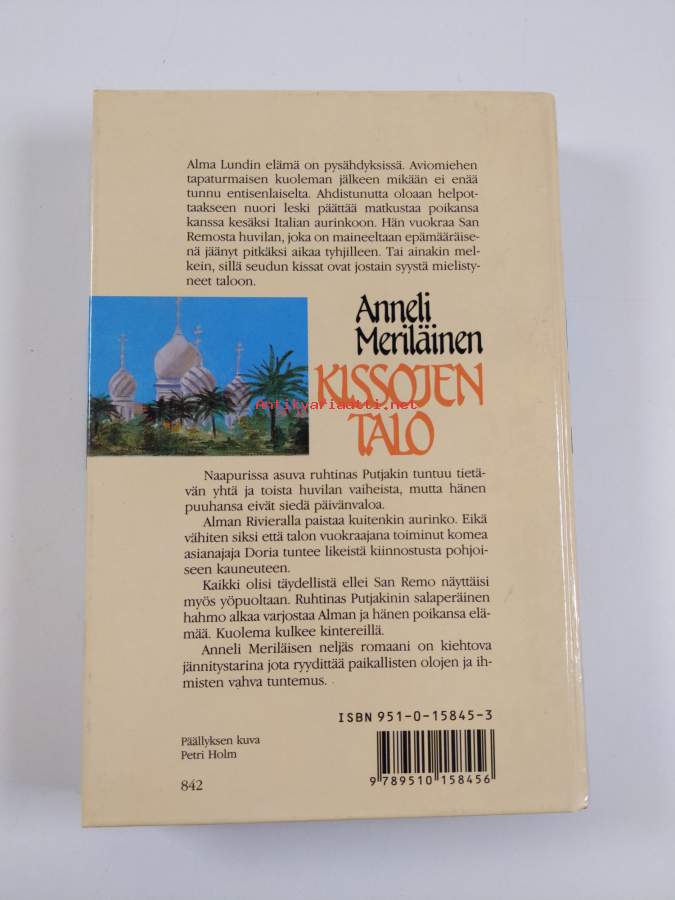 Alma Lundin elämä on pysähdyksissä. Aviomiehen
tapaturmaisen kuoleman jälkeen mikään ei enää
tunnu entisenlaiselta. Ahdistunutta oloaan helpot-
taakseen nuori leski päättää matkustaa poikansa
kanssa kesäksi Italian aurinkoon. Hän vuokraa San
Remosta huvilan, joka on maineeltaan epämääräise-
nä jäänyt pitkäksi aikaa tyhjilleen. Tai ainakin mel-
kein, sillä seudun kissat ovat jostain syystä mielisty-
neet taloon.
Anneli
Meriläinen
KISSOJEN
TALO
Antikvariaatti.net
Naapurissa asuva ruhtinas Putjakin tuntuu tietä-
vän yhtä ja toista huvilan vaiheista, mutta hänen
puuhansa eivät siedä päivänvaloa.
Alman Rivieralla paistaa kuitenkin aurinko. Eikä
vähiten siksi että talon vuokraajana toiminut komea
asianajaja Doria tuntee likeistä kiinnostusta pohjoi-
seen kauneuteen.
Kaikki olisi täydellistä ellei San Remo näyttäisi
myös yöpuoltaan. Ruhtinas Putjakinin salaperäinen
hahmo alkaa varjostaa Alman ja hänen poikansa elä-
mää. Kuolema kulkee kintereillä.
Anneli Meriläisen neljäs romaani on kiehtova
jännitystarina jota ryydittää paikallisten olojen ja ih-
misten vahva tuntemus.
ISBN 951-0-15845-3
Päällyksen kuva
Petri Holm
842
9 789510 158456